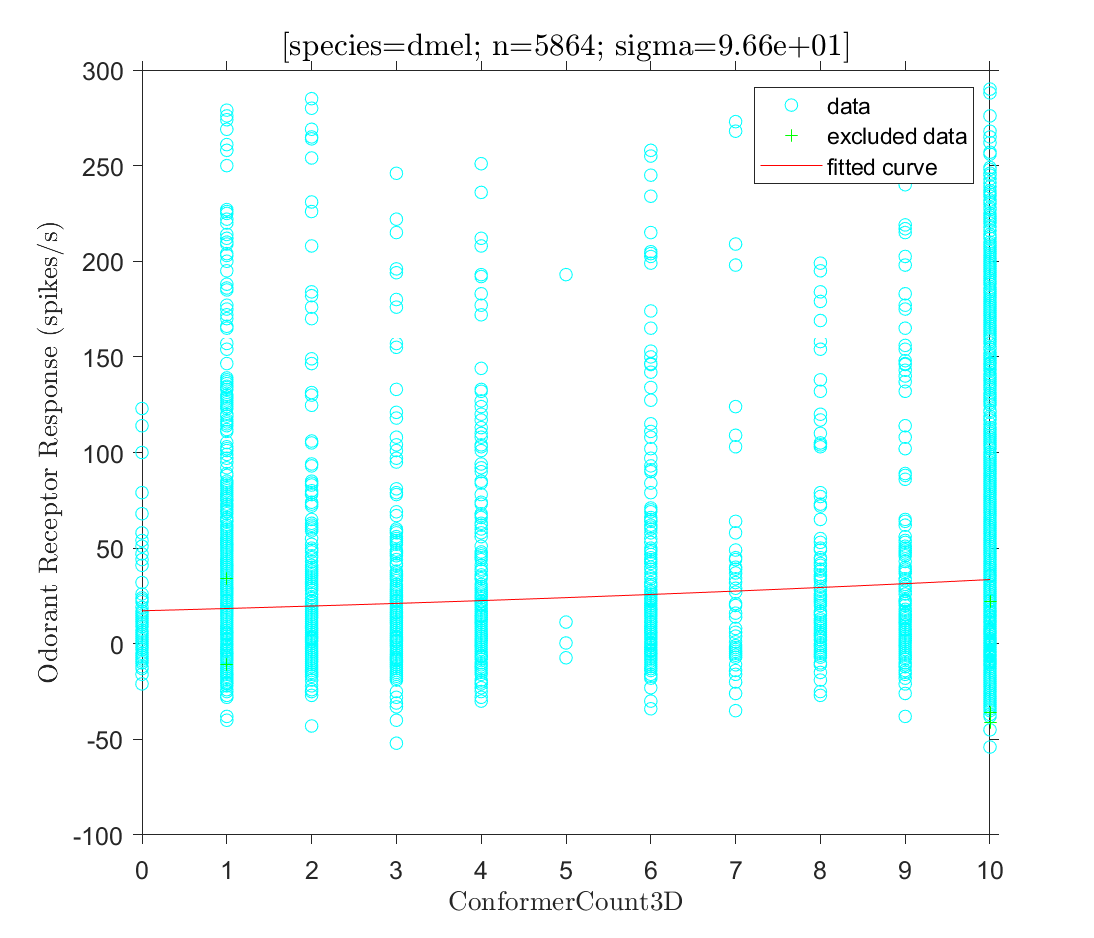 [species=dmel; n=5864; sigma=9.66e+01]
300
250
200
150
100
50
0
-50
-100
Odorant Receptor Response (spikes/s)
data
excluded data
fitted curve
0 1 2 3 4 5 6 7 8 9 10
ConformerCount3D